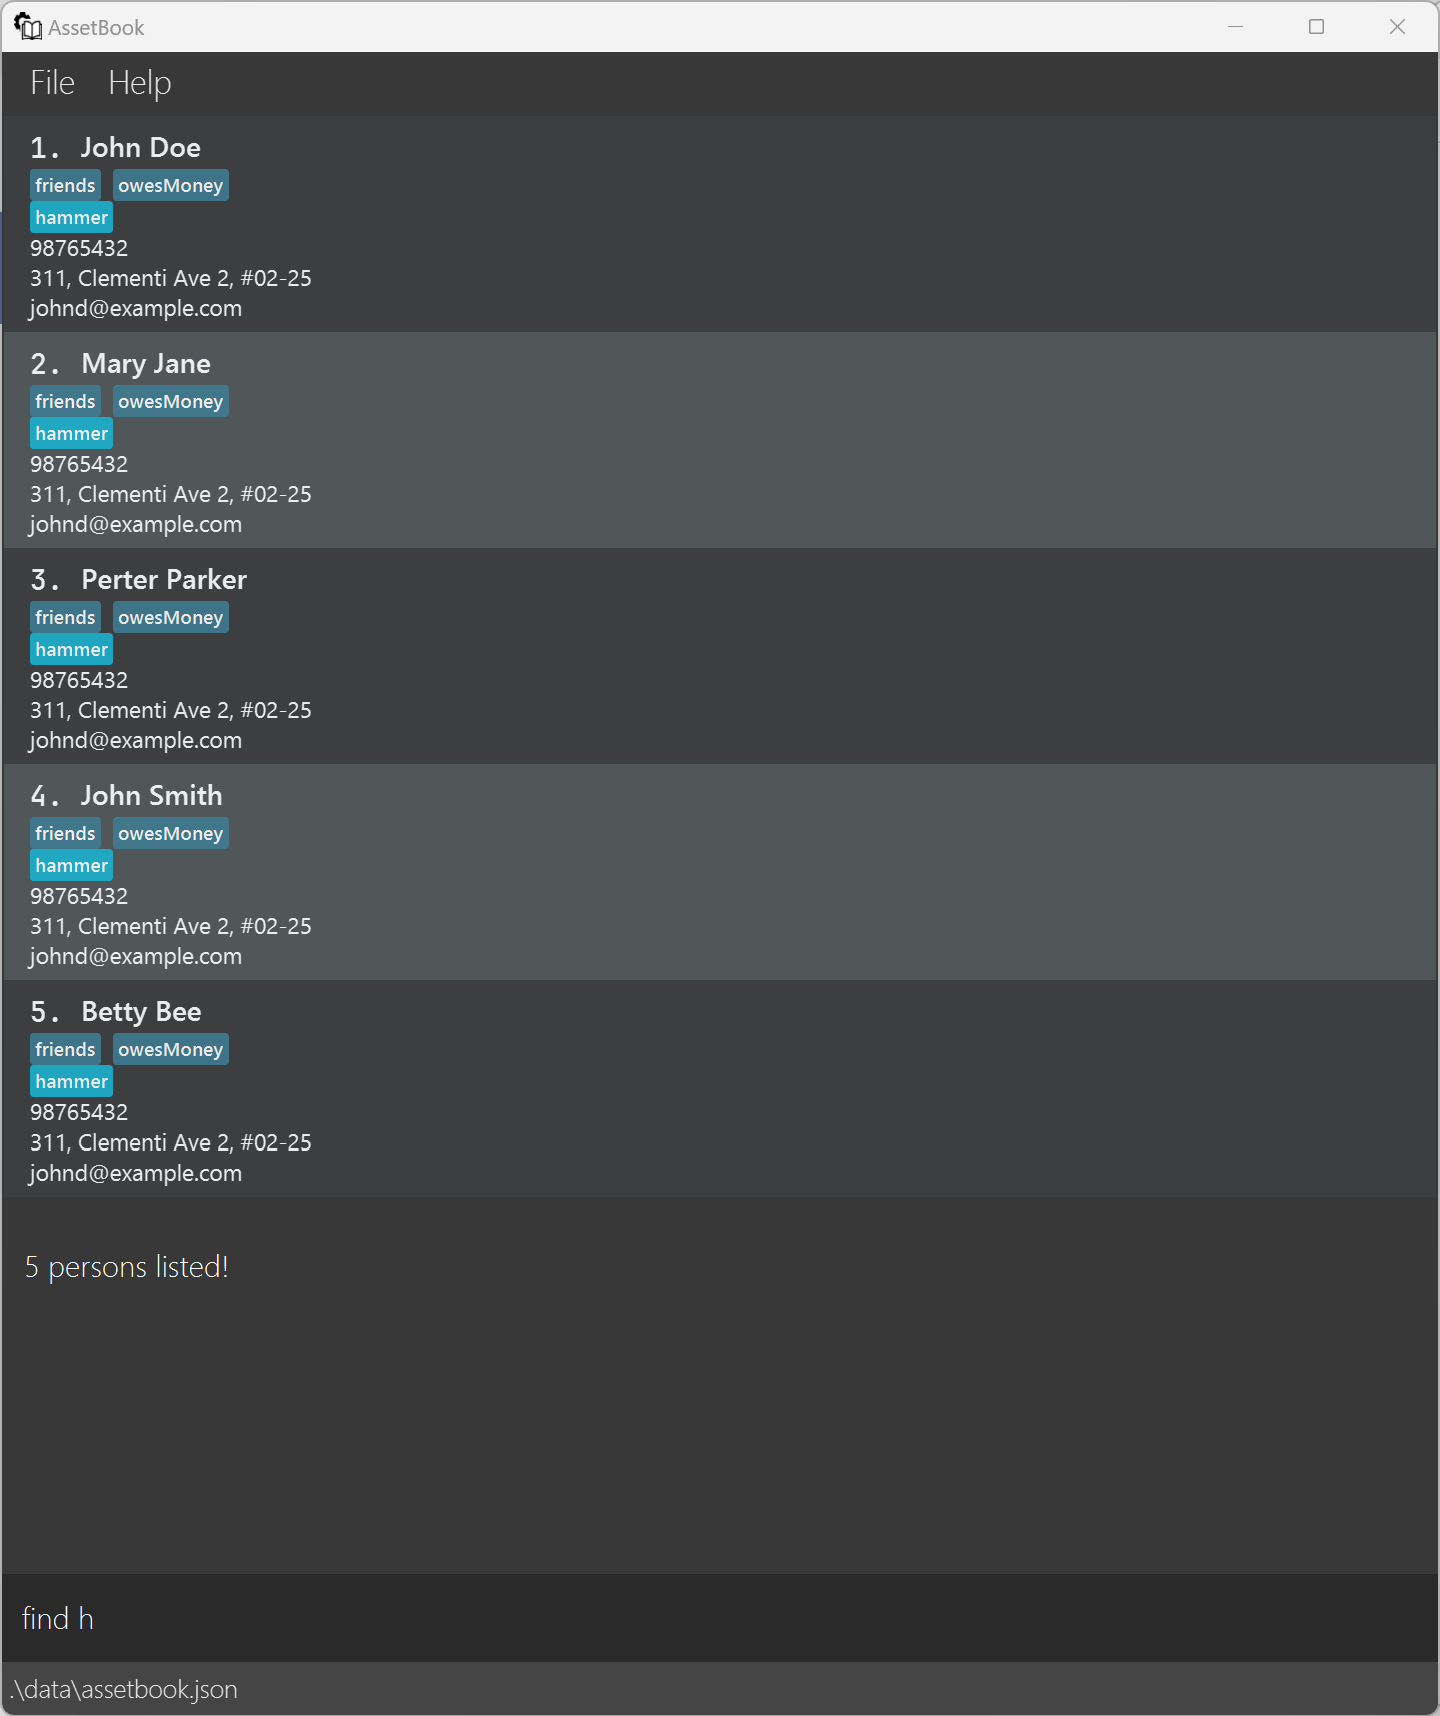 AssetBook
File Help
1. John Doe
friends owesMoney
hammer
98765432
311, Clementi Ave 2, #02-25
johnd@example.com
2. Mary Jane
friends owesMoney
hammer
98765432
311, Clementi Ave 2, #02-25
johnd@example.com
3. Perter Parker
friends owesMoney
hammer
98765432
311, Clementi Ave 2, #02-25
johnd@example.com
4. John Smith
friends owesMoney
hammer
98765432
311, Clementi Ave 2, #02-25
johnd@example.com
5. Betty Bee
friends owesMoney
hammer
98765432
311, Clementi Ave 2, #02-25
johnd@example.com
5 persons listed!
find h
.\data\assetbook.json